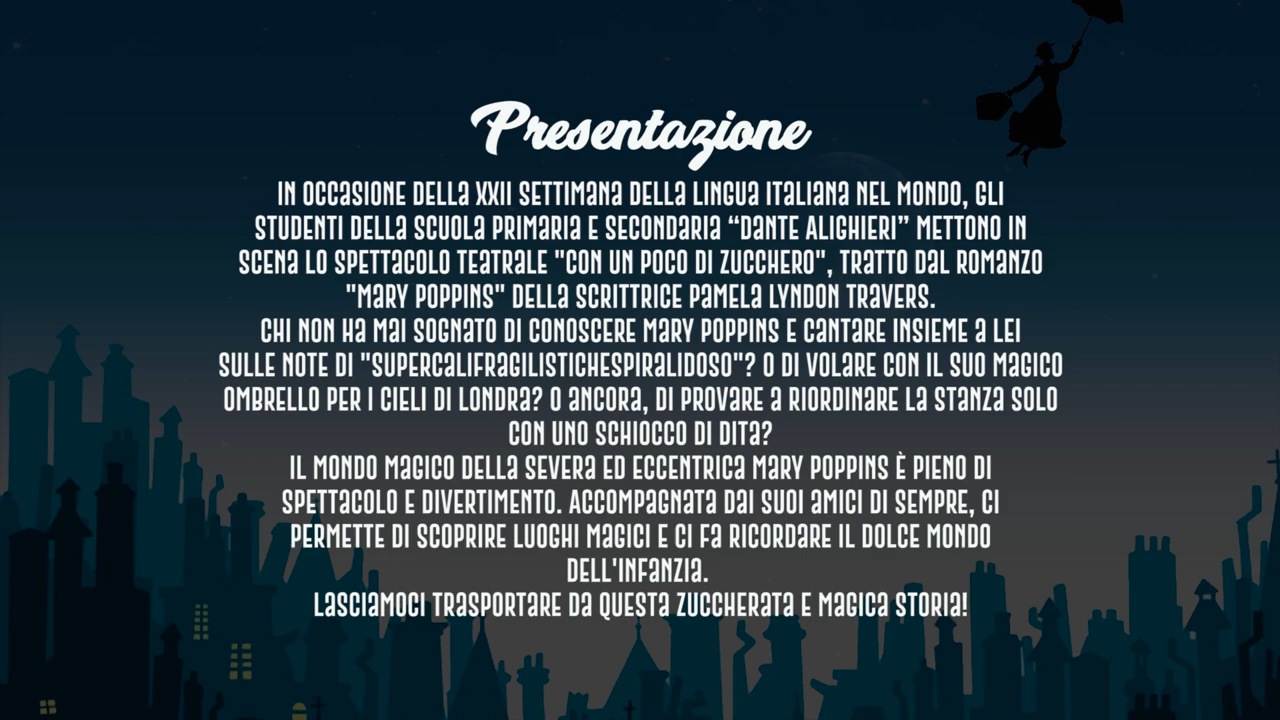 Presentazione
IN OCCASIONE DELLA XXII SETTIMANA DELLA LINGUA ITALIANA NEL MONDO, GLI
STUDENTI DELLA SCUOLA PRIMARIA E SECONDARIA “DANTE ALIGHIERI” METTONO IN
SCENA LO SPETTACOLO TEATRALE "CON UN POCO DI ZUCCHERO", TRATTO DAL ROMANZO
"MARY POPPINS" DELLA SCRITTRICE PAMELA LYNDON TRAVERS.
CHI NON HA MAI SOGNATO DI CONOSCERE MARY POPPINS E CANTARE INSIEME A LEI
SULLE NOTE DI "SUPERCALIFRAGILISTICHESPIRALIDOSO"? O DI VOLARE CON IL SUO MAGICO
OMBRELLO PER I CIELI DI LONDRA? O ANCORA, DI PROVARE A RIORDINARE LA STANZA SOLO
CON UNO SCHIOCCO DI DITA?
IL MONDO MAGICO DELLA SEVERA ED ECCENTRICA MARY POPPINS È PIENO DI
SPETTACOLO E DIVERTIMENTO. ACCOMPAGNATA DAI SUOI AMICI DI SEMPRE, CI
PERMETTE DI SCOPRIRE LUOGHI MAGICI E CI FA RICORDARE IL DOLCE MONDO
DELL'INFANZIA.
LASCIAMOCI TRASPORTARE DA QUESTA ZUCCHERATA E MAGICA STORIA!